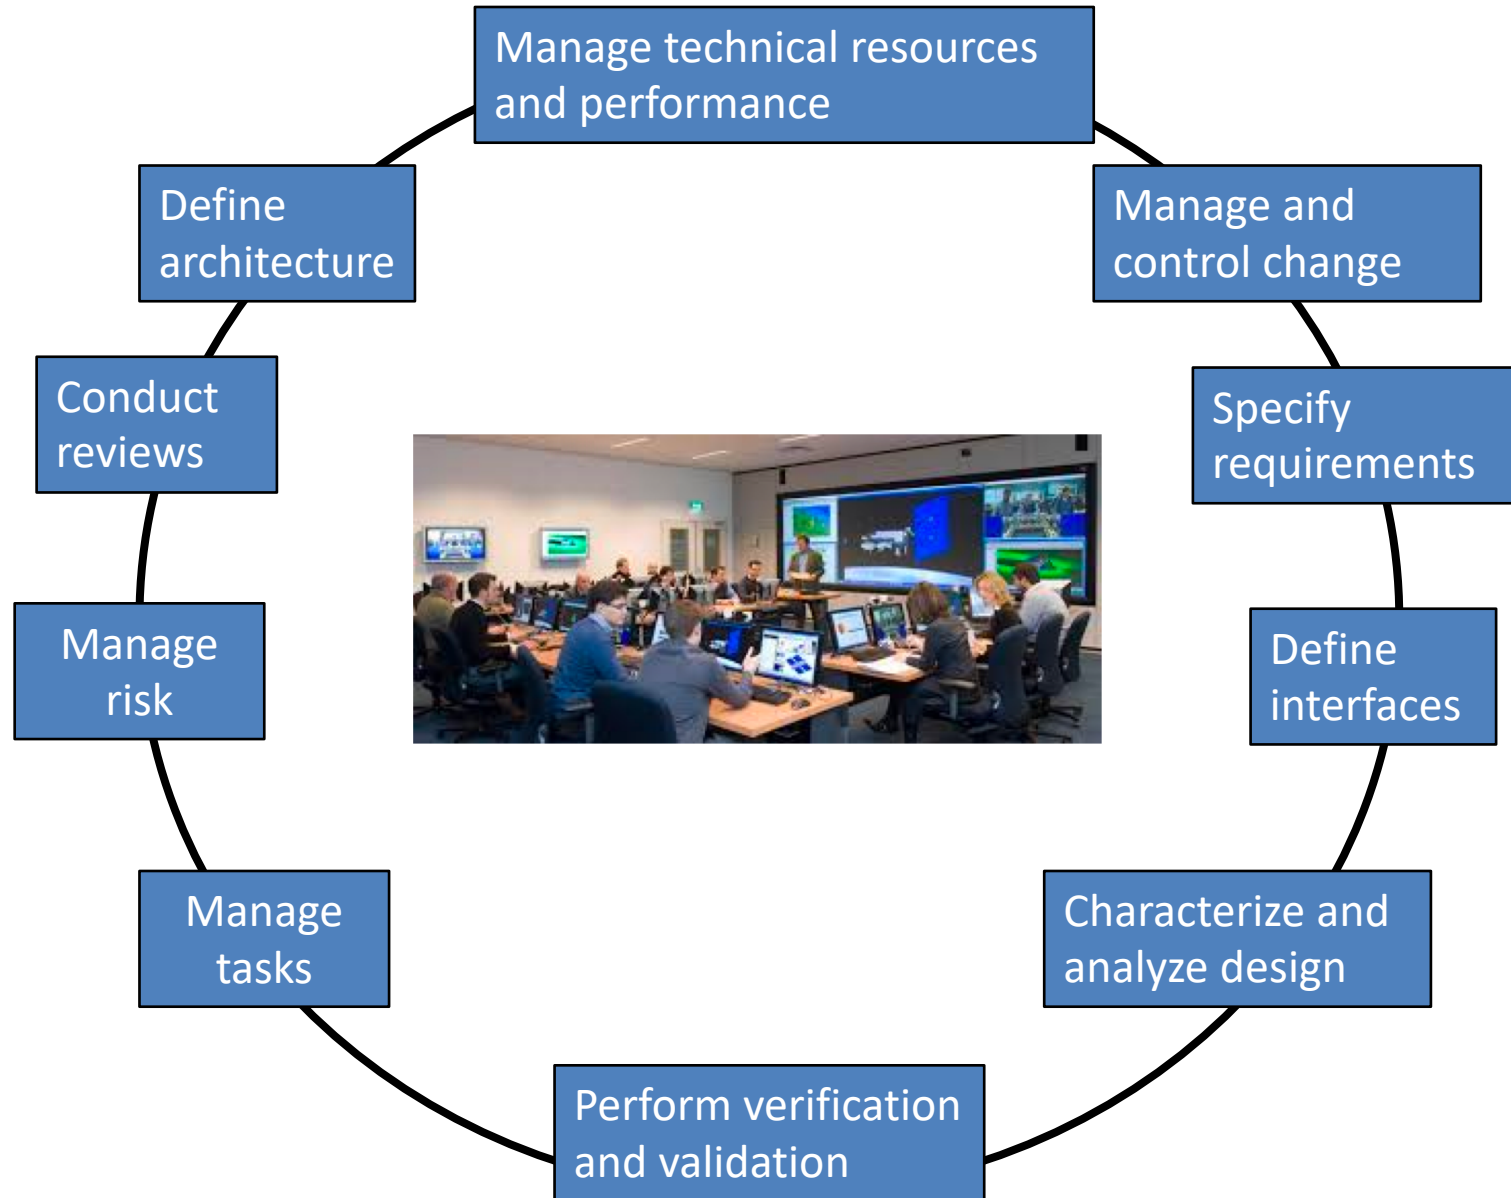 Manage technical resources
and performance
Manage and
control change
Specify
requirements
Define
interfaces
Characterize and
analyze design
Perform verification
and validation
Manage
tasks
Manage
risk
Conduct
reviews
Define
architecture